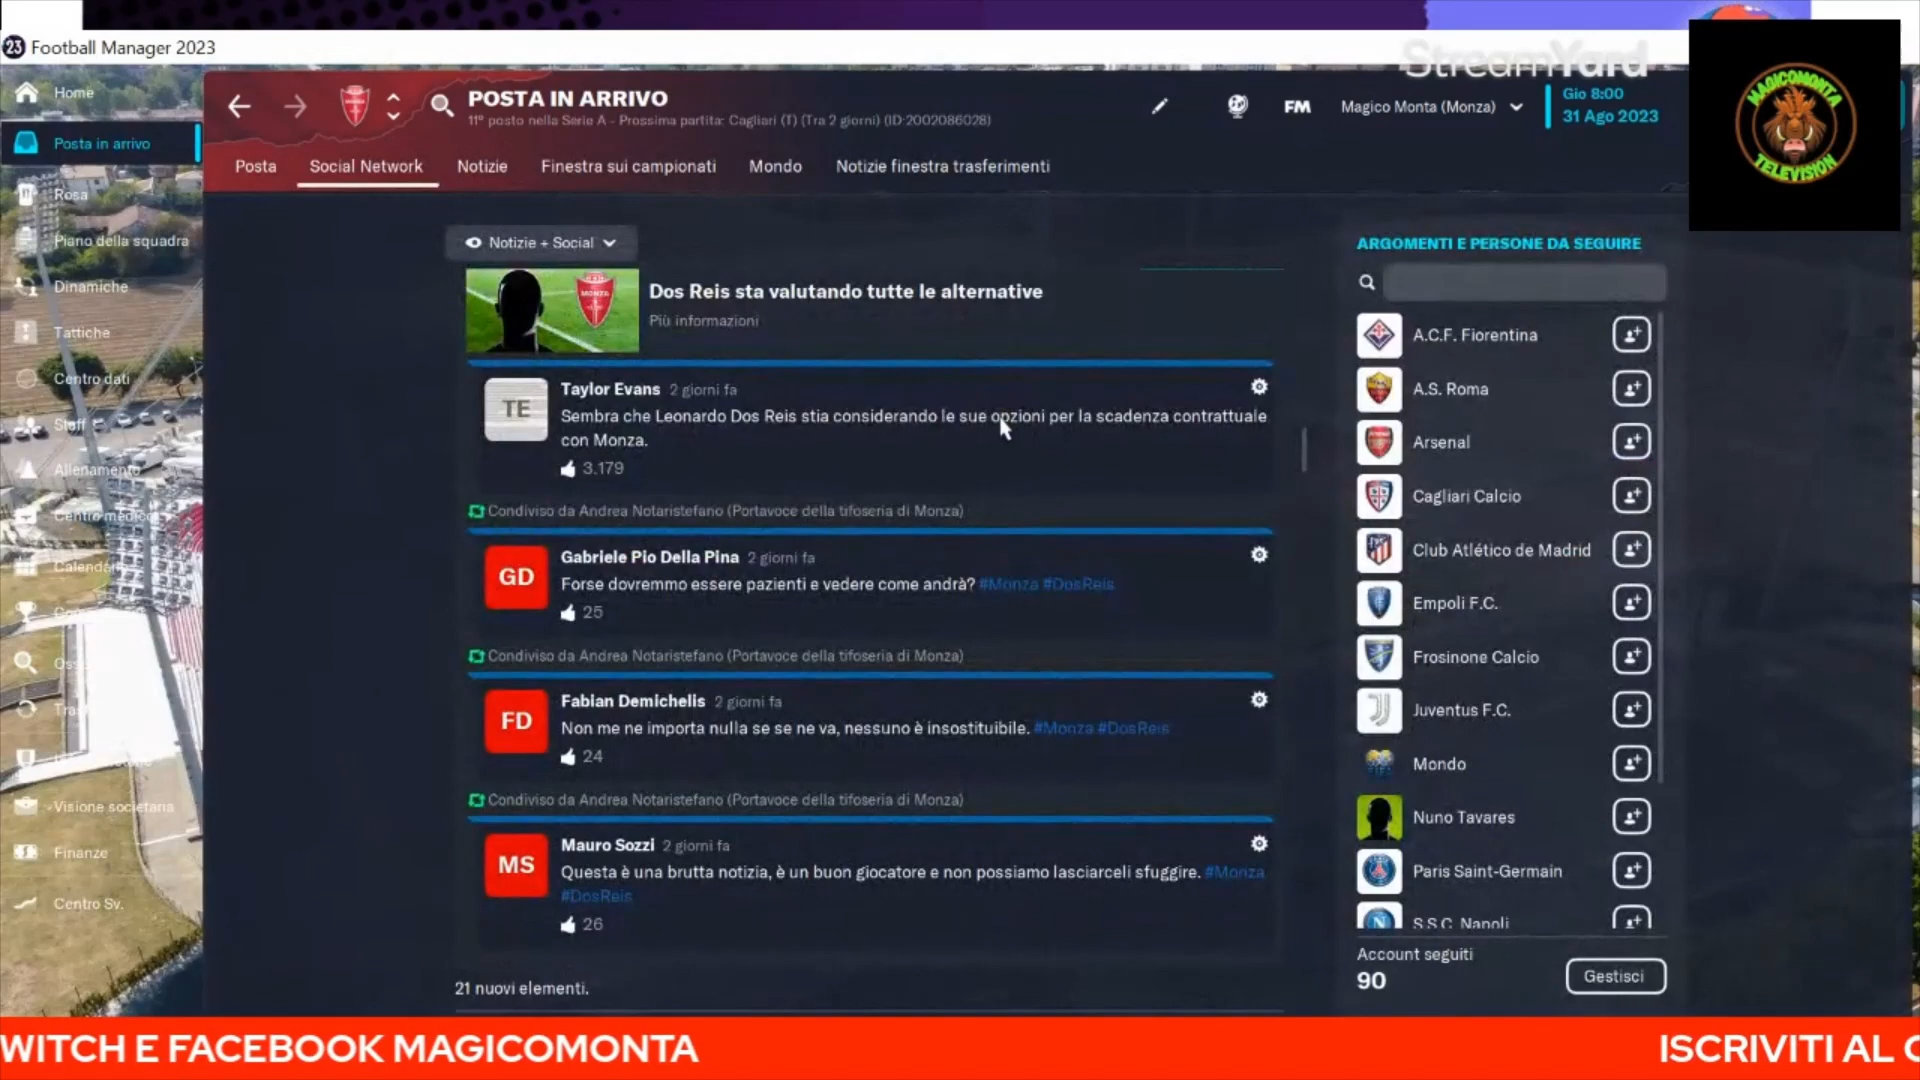 Football Manager 2023
StreamYard
MAGICOMONTA
TELEVISION
Home
Posta in arrivo
Rosa
Piano della squadra
Dinamiche
Tattiche
Centro dati
Staff
Allenamento
Centro medico
Calendario
Finanze
Visione societaria
Centro Sv.
POSTA IN ARRIVO
11° posto nella Serie A - Prossima partita: Cagliari (T) (Tra 2 giorni) (ID:2002086028)
FM
Magico Monta (Monza)
Gio 8:00
31 Ago 2023
Posta
Social Network
Notizie
Finestra sui campionati
Mondo
Notizie finestra trasferimenti
Notizie + Social
MONZA
Dos Reis sta valutando tutte le alternative
Più informazioni
TE
Taylor Evans 2 giorni fa
Sembra che Leonardo Dos Reis stia considerando le sue opzioni per la scadenza contrattuale
con Monza.
3.179
Condiviso da Andrea Notaristefano (Portavoce della tifoseria di Monza)
GD
Gabriele Pio Della Pina 2 giorni fa
Forse dovremmo essere pazienti e vedere come andrà? #Monza #DosReis
25
Condiviso da Andrea Notaristefano (Portavoce della tifoseria di Monza)
FD
Fabian Demichelis 2 giorni fa
Non me ne importa nulla se se ne va, nessuno è insostituibile. #Monza #DosReis
24
Condiviso da Andrea Notaristefano (Portavoce della tifoseria di Monza)
MS
Mauro Sozzi 2 giorni fa
Questa è una brutta notizia, è un buon giocatore e non possiamo lasciarceli sfuggire. #Monza
#DosReis
26
21 nuovi elementi.
ARGOMENTI E PERSONE DA SEGUIRE
A.C.F. Fiorentina
A.S. Roma
Arsenal
Cagliari Calcio
Club Atlético de Madrid
Empoli F.C.
Frosinone Calcio
Juventus F.C.
Mondo
Nuno Tavares
Paris Saint-Germain
S.S.C. Napoli
Account seguiti
90
Gestisci
WITCH E FACEBOOK MAGICOMONTA
ISCRIVITI AL